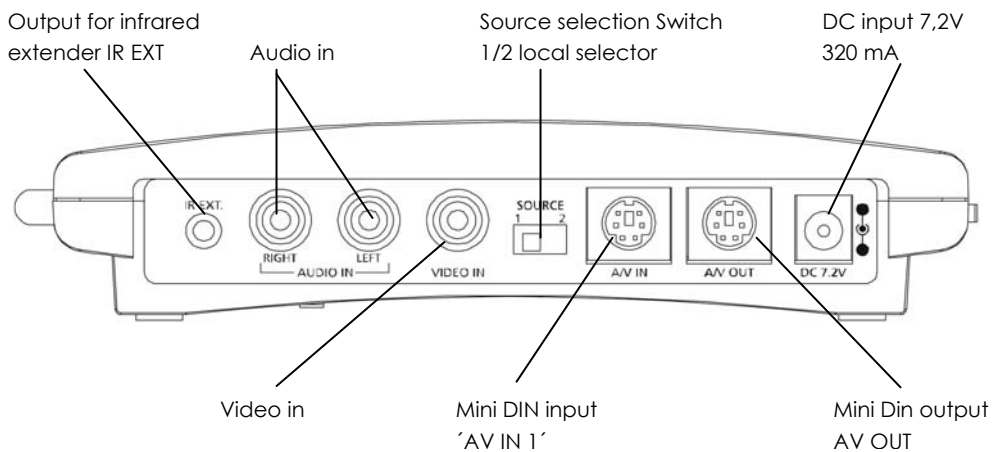 Output for infrared
extender IR EXT
Audio in
Source selection Switch
1/2 local selector
DC input 7,2V
320 mA
IR EXT.
RIGHT
LEFT
AUDIO IN
VIDEO IN
SOURCE
1 2
A/V IN
A/V OUT
DC 7.2V
Video in
Mini DIN input
´AV IN 1´
Mini Din output
AV OUT